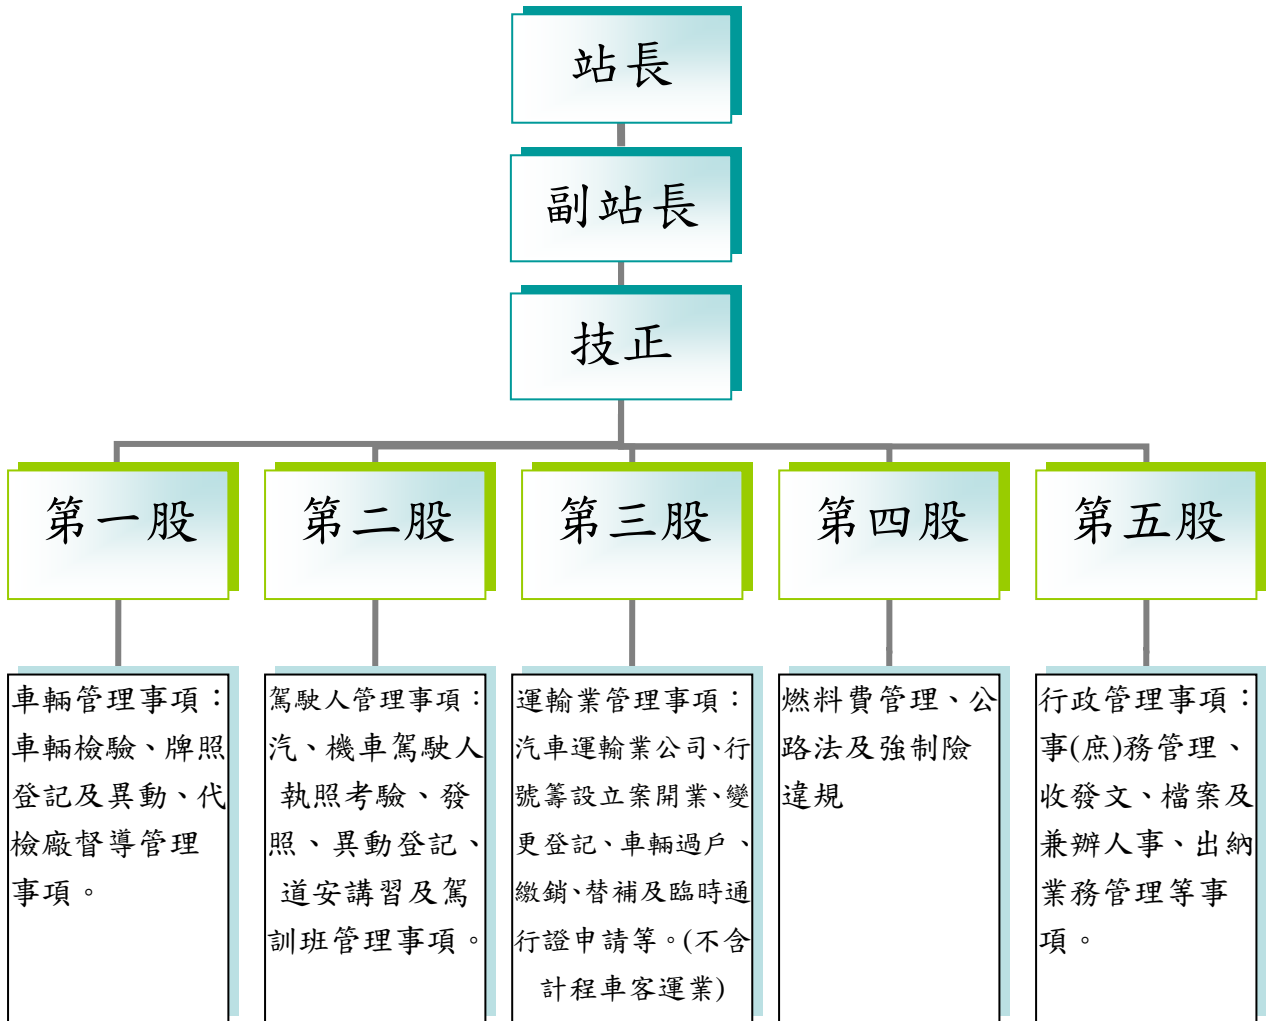 站長
副站長
技正
第一股
第二股
第三股
第四股
第五股
車輛管理事項：
車輛檢驗、牌照
登記及異動、代
檢廠督導管理
事項。
駕駛人管理事項：
汽、機車駕駛人
執照考驗、發
照、異動登記、
道安講習及駕
訓班管理事項。
運輸業管理事項：
汽車運輸業公司、行
號籌設立案開業、變
更登記、車輛過戶、
繳銷、替補及臨時通
行證申請等。(不含
計程車客運業)
燃料費管理、公
路法及強制險
違規
行政管理事項：
事(庶)務管理、
收發文、檔案及
兼辦人事、出納
業務管理等事
項。